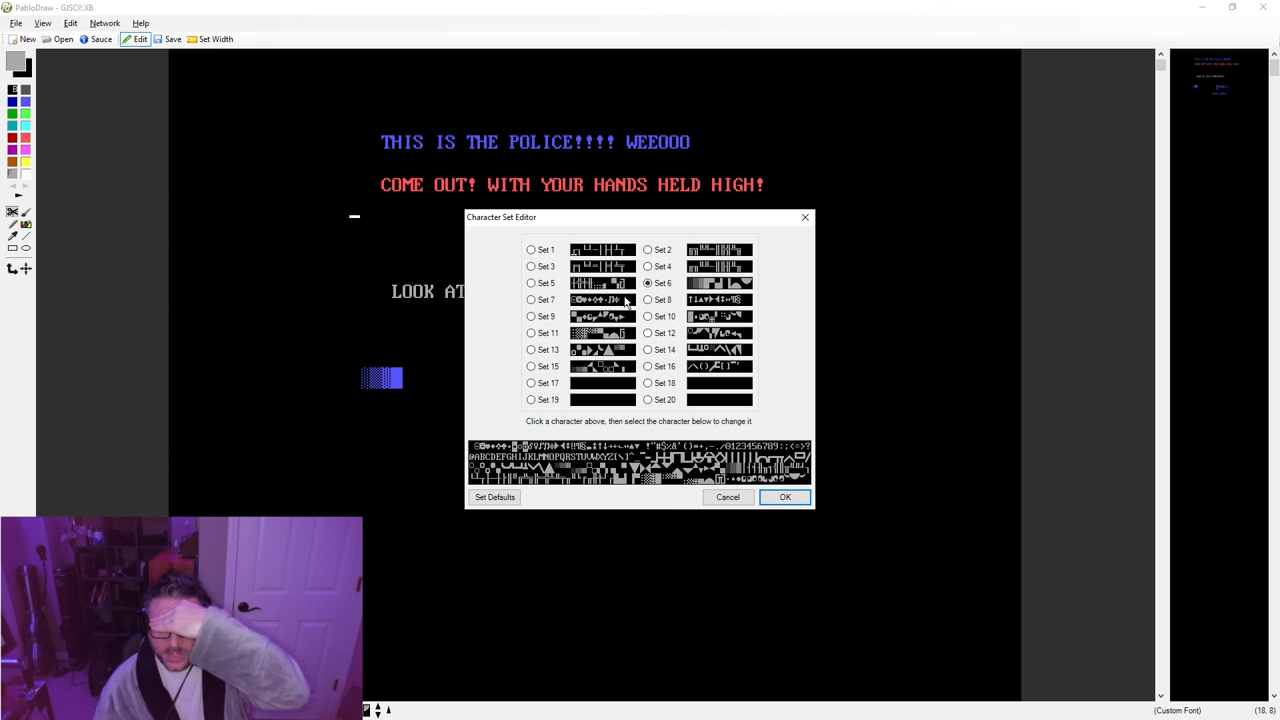 PabloDraw - GJSCI!.XB
File View Edit Network Help
New Open Sauce Edit Save Set Width
THIS IS THE POLICE!!!! WEEOOO
COME OUT! WITH YOUR HANDS HELD HIGH!
LOOK AT
Character Set Editor
Set 1 Set 2
Set 3 Set 4
Set 5 Set 6
Set 7 Set 8
Set 9 Set 10
Set 11 Set 12
Set 13 Set 14
Set 15 Set 16
Set 17 Set 18
Set 19 Set 20
Click a character above, then select the character below to change it
!"#$%&'()*+,-./0123456789:;<=>?
@ABCDEFGHIJKLMNOPQRSTUVWXYZ[\]^_
Set Defaults Cancel OK
(Custom Font) (18, 8)